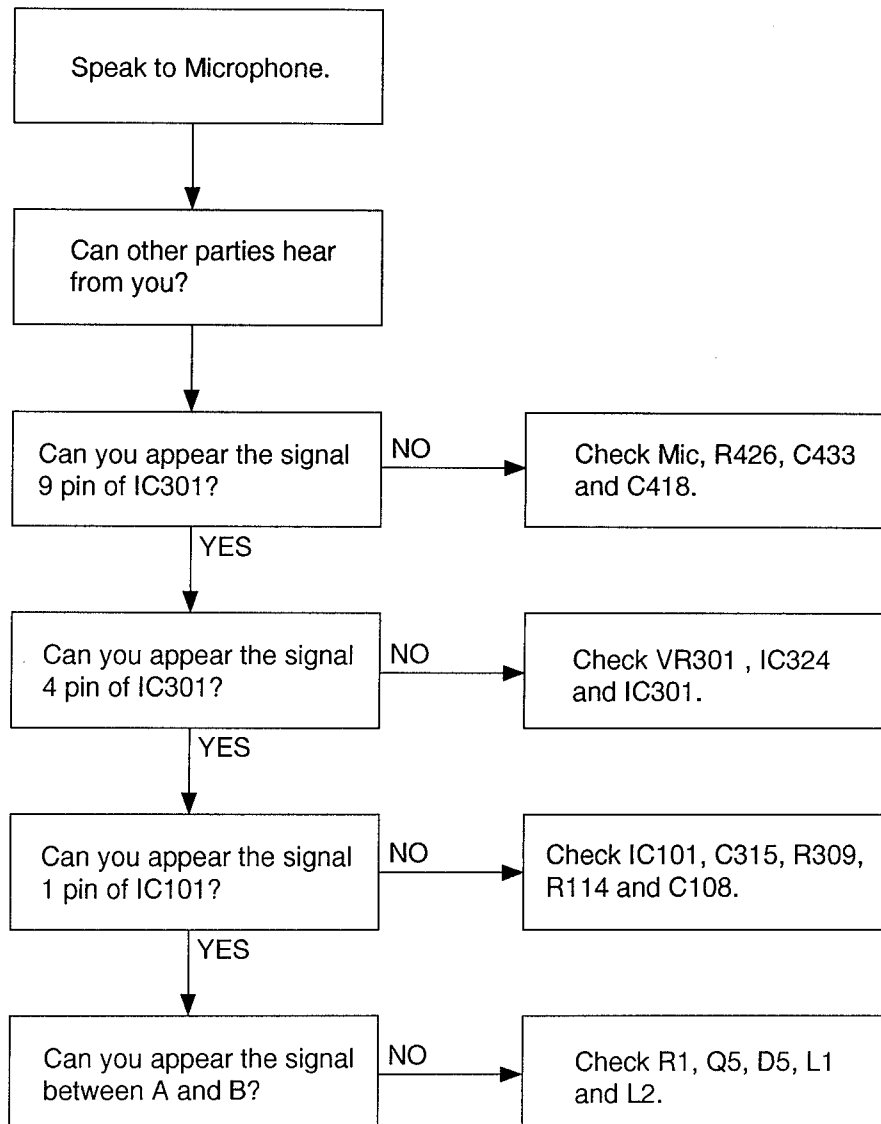 Speak to Microphone.
Can other parties hear
from you?
Can you appear the signal
9 pin of IC301?
NO
Check Mic, R426, C433
and C418.
YES
Can you appear the signal
4 pin of IC301?
NO
Check VR301 , IC324
and IC301.
YES
Can you appear the signal
1 pin of IC101?
NO
Check IC101, C315, R309,
R114 and C108.
YES
Can you appear the signal
between A and B?
NO
Check R1, Q5, D5, L1
and L2.